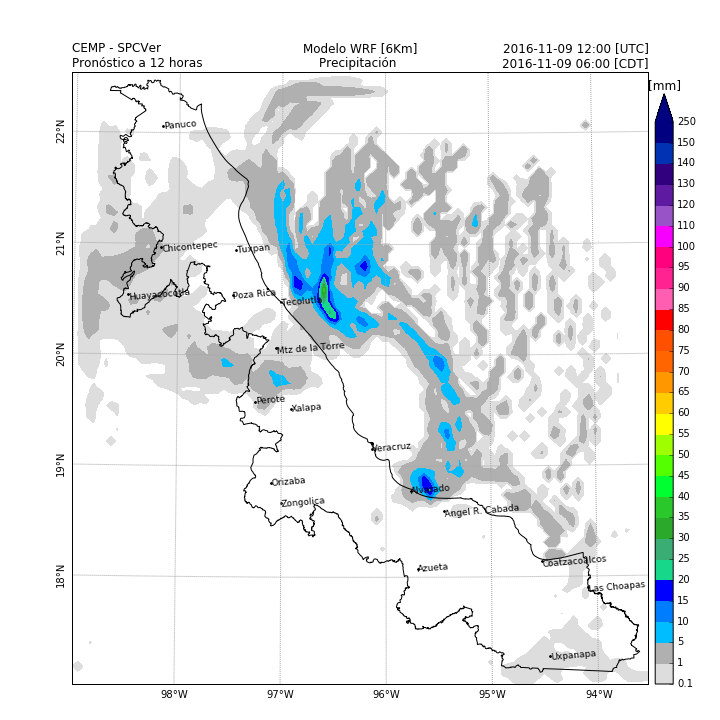 CEMP - SPCVer
Modelo WRF [6Km]
2016-11-09 12:00 [UTC]
Pronóstico a 12 horas
Precipitación
2016-11-09 06:00 [CDT]
[mm]
250
150
140
130
120
110
100
95
90
85
80
75
70
65
60
55
50
45
40
35
30
25
20
15
10
5
1
0.1
22°N
21°N
20°N
19°N
18°N
98°W
97°W
96°W
95°W
94°W
Panuco
Chicontepec
Tuxpan
Huayacocotla
Poza Rica
Tecolutla
Mtz de la Torre
Perote
Xalapa
Veracruz
Orizaba
Alvarado
Zongolica
Angel R. Cabada
Azueta
Coatzacoalcos
Las Choapas
Uxpanapa